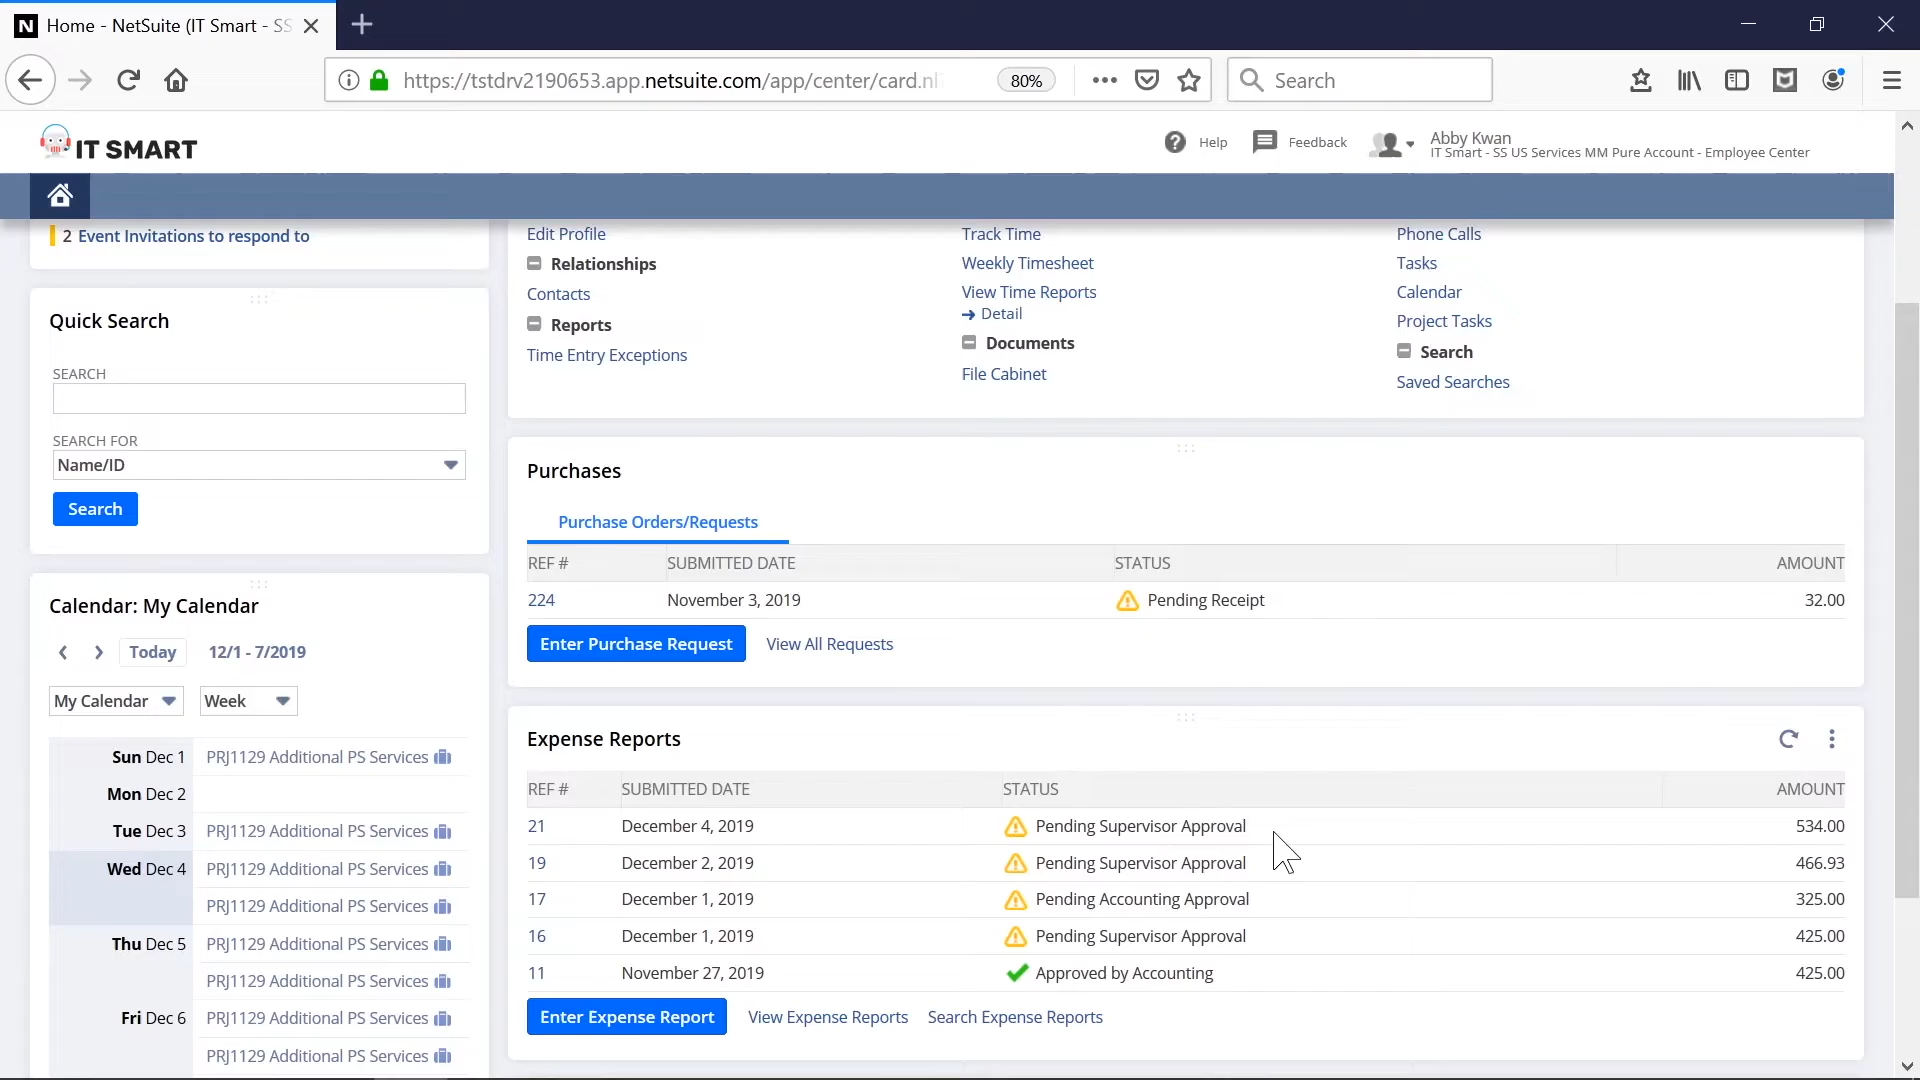 N Home - NetSuite (IT Smart - SS
https://tstdrv2190653.app.netsuite.com/app/center/card.nl
80%
Search
IT SMART
Help
Feedback
Abby Kwan
IT Smart - SS US Services MM Pure Account - Employee Center
2 Event Invitations to respond to
Quick Search
SEARCH
SEARCH FOR
Name/ID
Search
Calendar: My Calendar
Today 12/1 - 7/2019
My Calendar Week
Sun Dec 1 PRJ1129 Additional PS Services
Mon Dec 2
Tue Dec 3 PRJ1129 Additional PS Services
Wed Dec 4 PRJ1129 Additional PS Services
PRJ1129 Additional PS Services
Thu Dec 5 PRJ1129 Additional PS Services
PRJ1129 Additional PS Services
Fri Dec 6 PRJ1129 Additional PS Services
PRJ1129 Additional PS Services
Edit Profile
Relationships
Contacts
Reports
Time Entry Exceptions
Track Time
Weekly Timesheet
View Time Reports
Detail
Documents
File Cabinet
Phone Calls
Tasks
Calendar
Project Tasks
Search
Saved Searches
Purchases
Purchase Orders/Requests
REF # SUBMITTED DATE STATUS AMOUNT
224 November 3, 2019 Pending Receipt 32.00
Enter Purchase Request View All Requests
Expense Reports
REF # SUBMITTED DATE STATUS AMOUNT
21 December 4, 2019 Pending Supervisor Approval 534.00
19 December 2, 2019 Pending Supervisor Approval 466.93
17 December 1, 2019 Pending Accounting Approval 325.00
16 December 1, 2019 Pending Supervisor Approval 425.00
11 November 27, 2019 Approved by Accounting 425.00
Enter Expense Report View Expense Reports Search Expense Reports